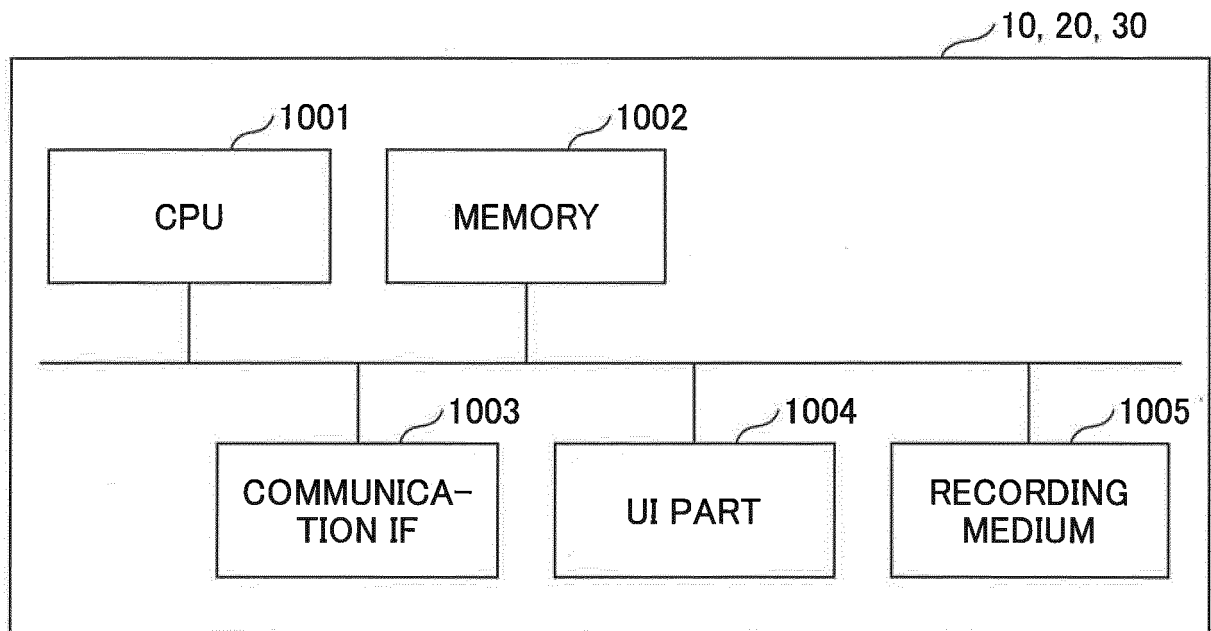 10, 20, 30
1001
1002
CPU
MEMORY
1003
1004
1005
COMMUNICA-
TION IF
UI PART
RECORDING
MEDIUM